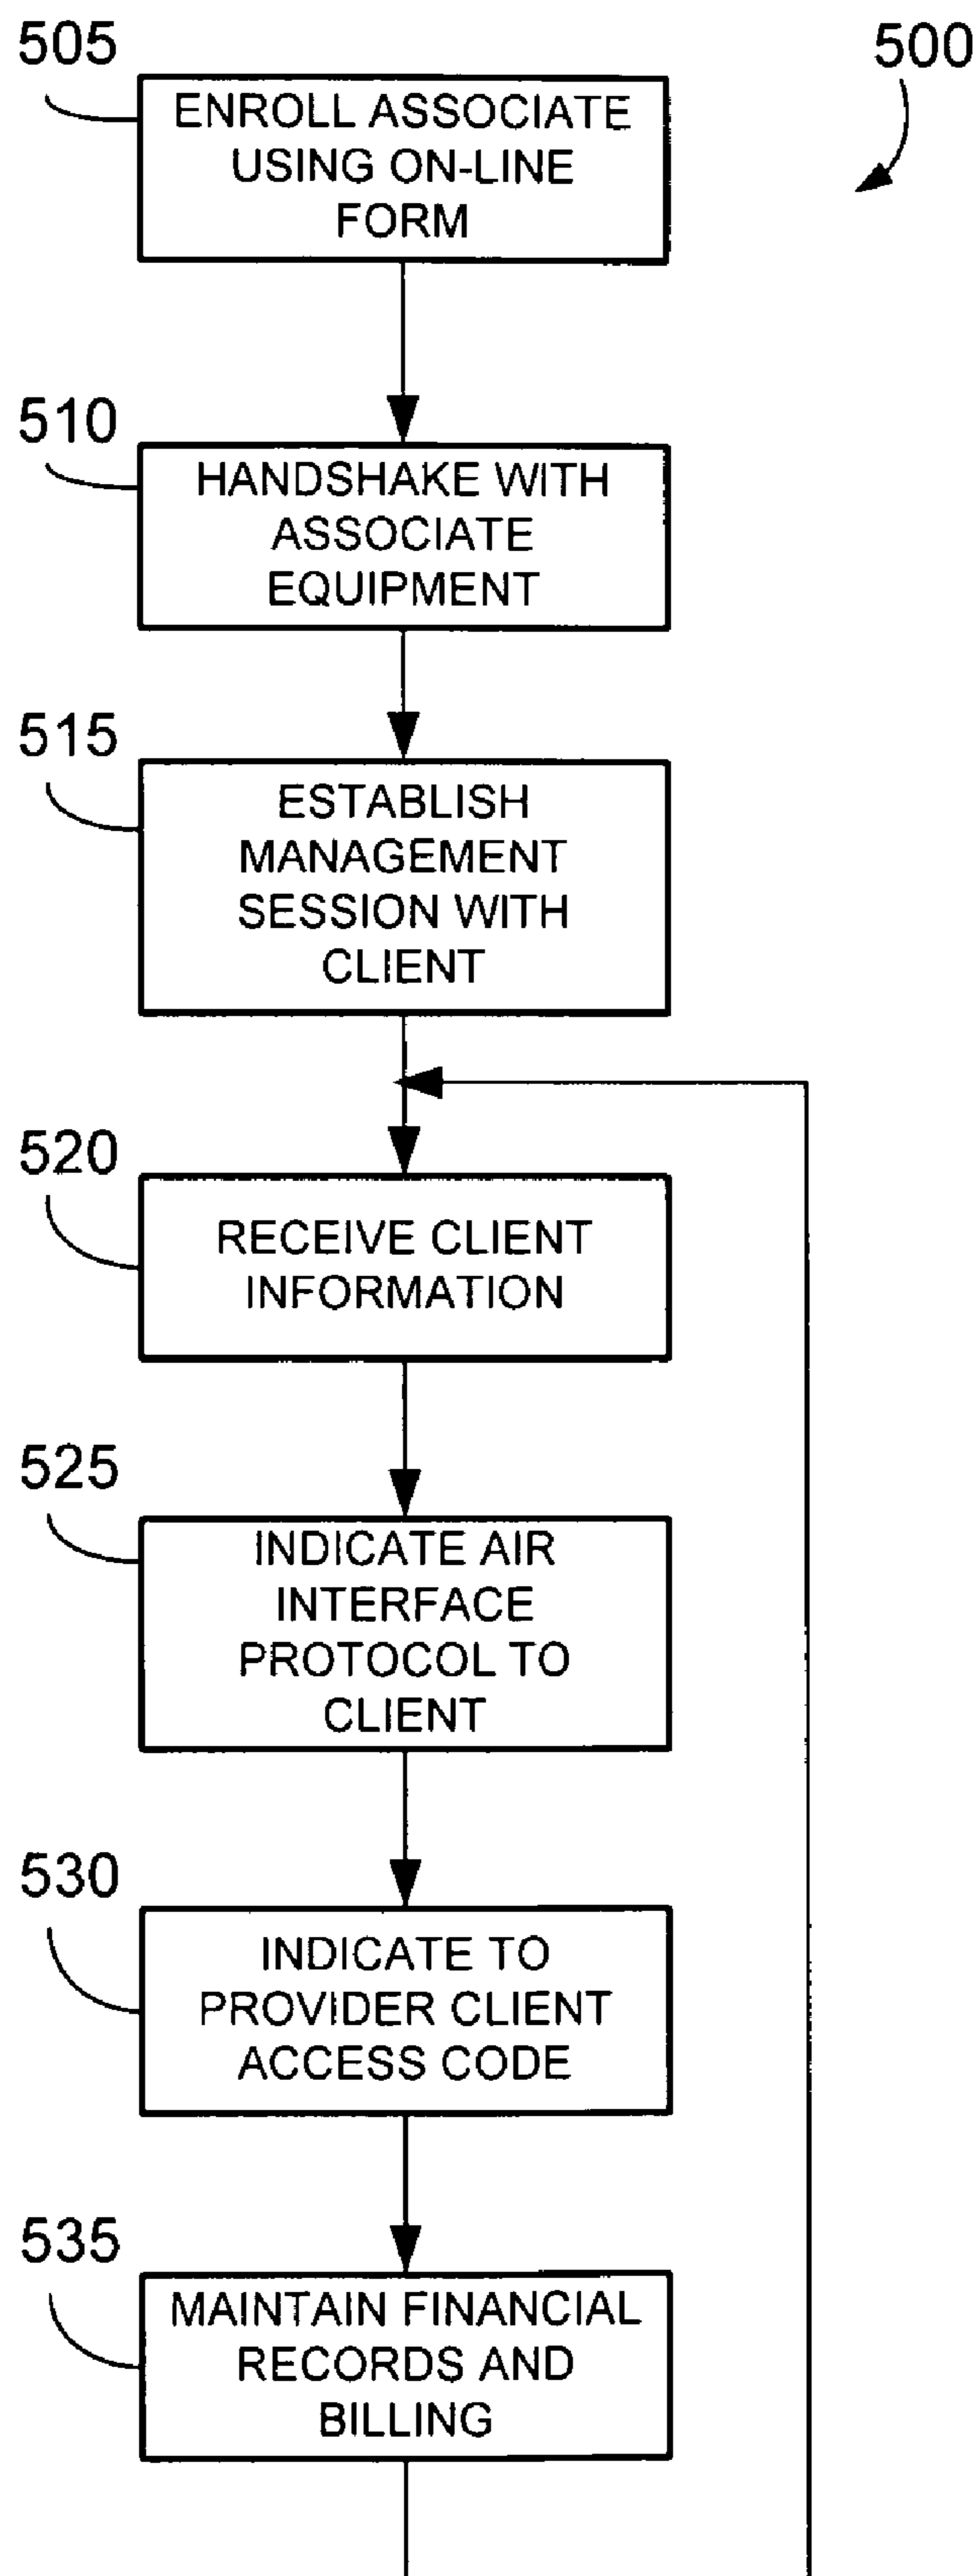 505
500
ENROLL ASSOCIATE
USING ON-LINE
FORM
510
HANDSHAKE WITH
ASSOCIATE
EQUIPMENT
515
ESTABLISH
MANAGEMENT
SESSION WITH
CLIENT
520
RECEIVE CLIENT
INFORMATION
525
INDICATE AIR
INTERFACE
PROTOCOL TO
CLIENT
530
INDICATE TO
PROVIDER CLIENT
ACCESS CODE
535
MAINTAIN FINANCIAL
RECORDS AND
BILLING